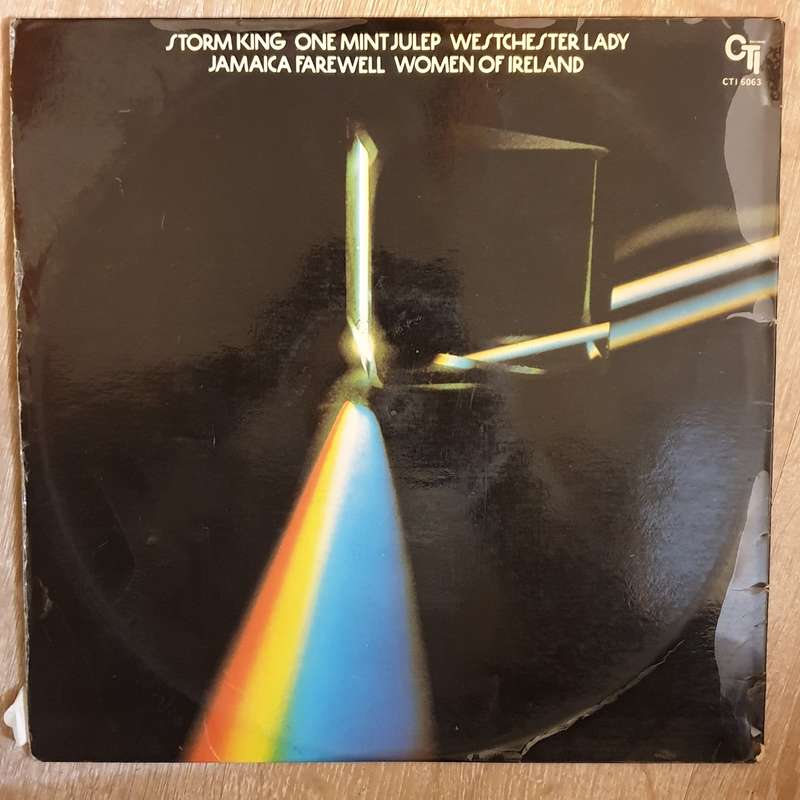 STORM KING ONE MINT JULEP WESTCHESTER LADY
JAMAICA FAREWELL WOMEN OF IRELAND
CTI
CTI 6063